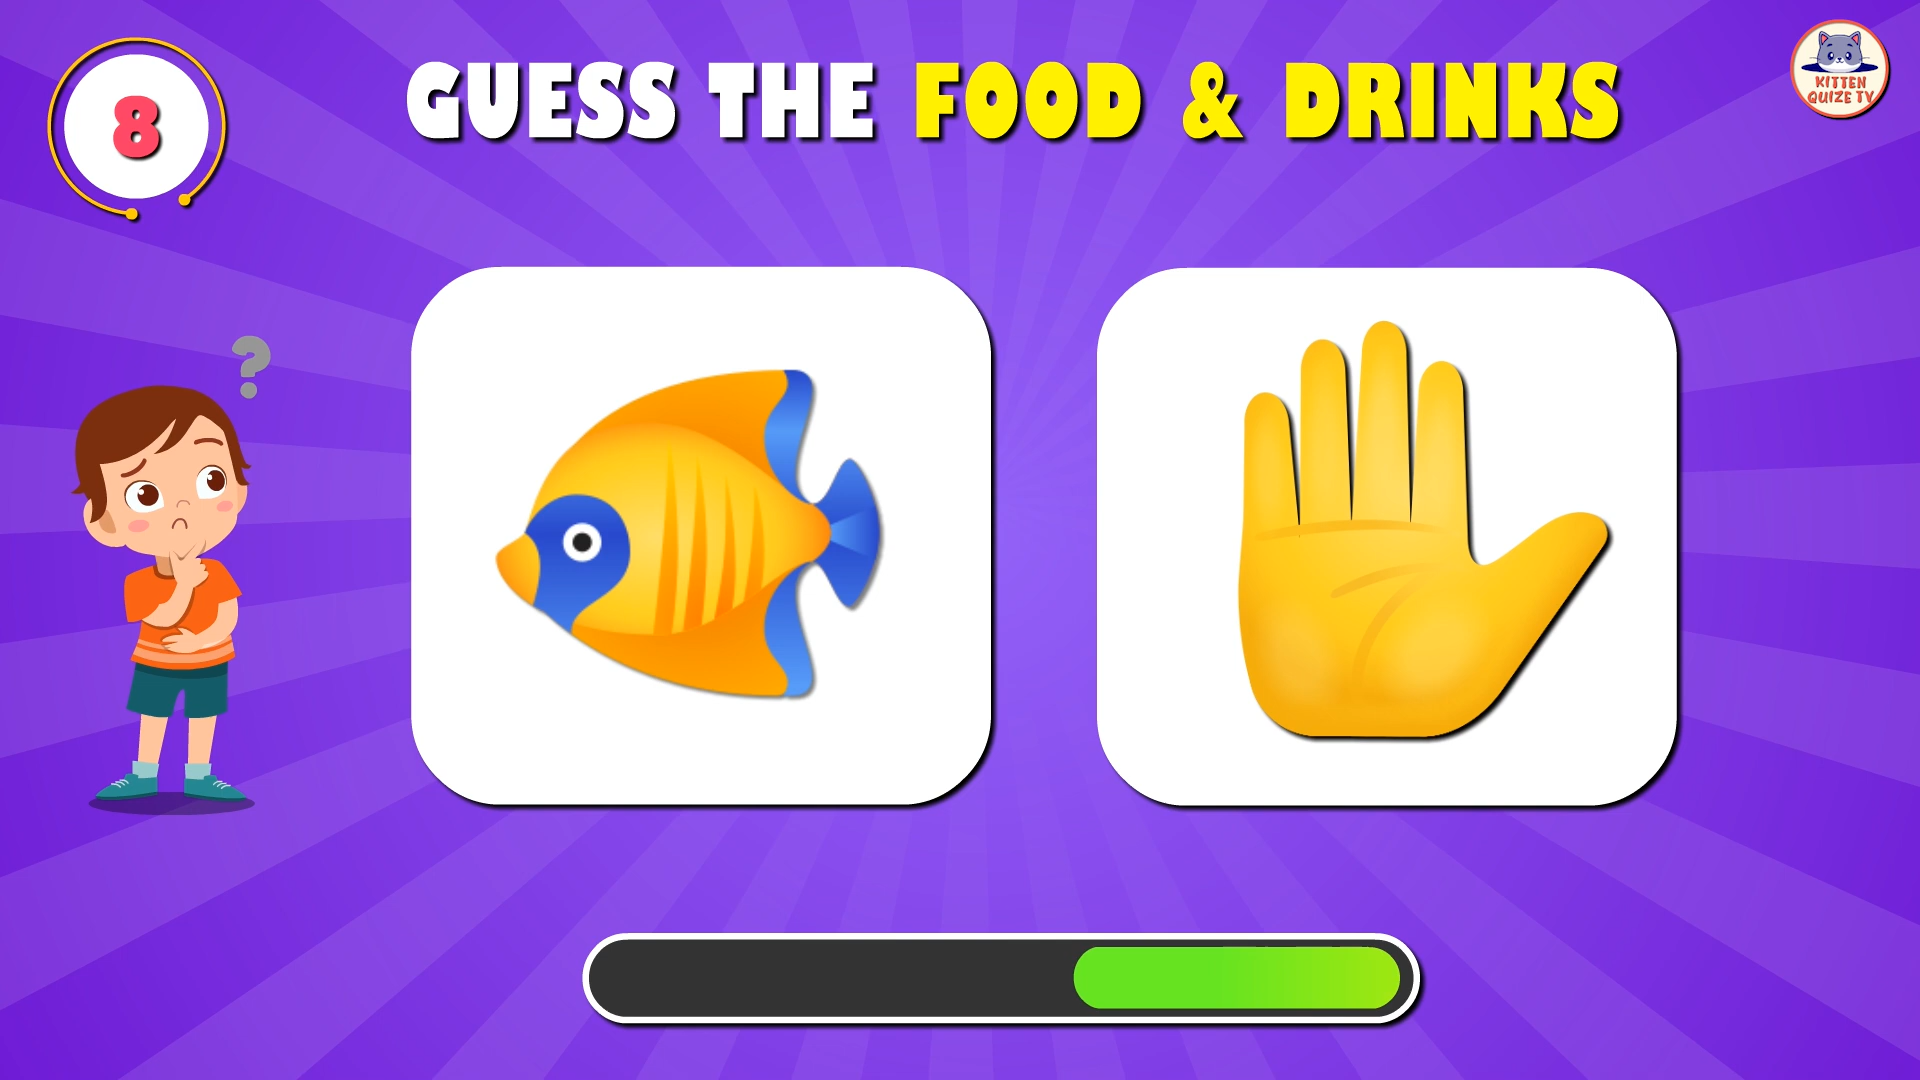 8
GUESS THE FOOD & DRINKS
KITTEN
QUIZE TV
?